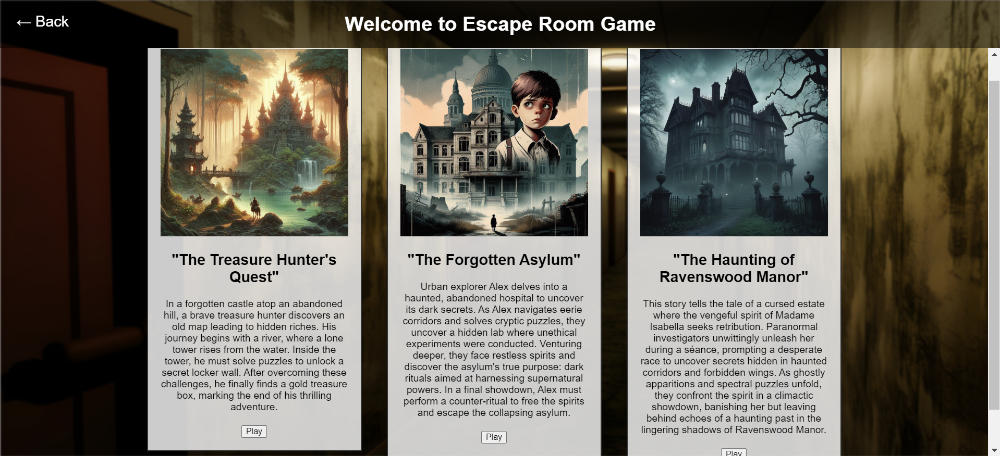 ← Back
Welcome to Escape Room Game
"The Treasure Hunter's
Quest"
In a forgotten castle atop an abandoned
hill, a brave treasure hunter discovers an
old map leading to hidden riches. His
journey begins with a river, where a lone
tower rises from the water. Inside the
tower, he must solve puzzles to unlock a
secret locker wall. After overcoming these
challenges, he finally finds a gold treasure
box, marking the end of his thrilling
adventure.
Play
"The Forgotten Asylum"
Urban explorer Alex delves into a
haunted, abandoned hospital to uncover
its dark secrets. As Alex navigates eerie
corridors and solves cryptic puzzles, they
uncover a hidden lab where unethical
experiments were conducted. Venturing
deeper, they face restless spirits and
discover the asylum's true purpose: dark
rituals aimed at harnessing supernatural
powers. In a final showdown, Alex must
perform a counter-ritual to free the spirits
and escape the collapsing asylum.
Play
"The Haunting of
Ravenswood Manor"
This story tells the tale of a cursed estate
where the vengeful spirit of Madame
Isabella seeks retribution. Paranormal
investigators unwittingly unleash her
during a séance, prompting a desperate
race to uncover secrets hidden in haunted
corridors and forbidden wings. As ghostly
apparitions and spectral puzzles unfold,
they confront the spirit in a climactic
showdown, banishing her but leaving
behind echoes of a haunting past in the
lingering shadows of Ravenswood Manor.
Play